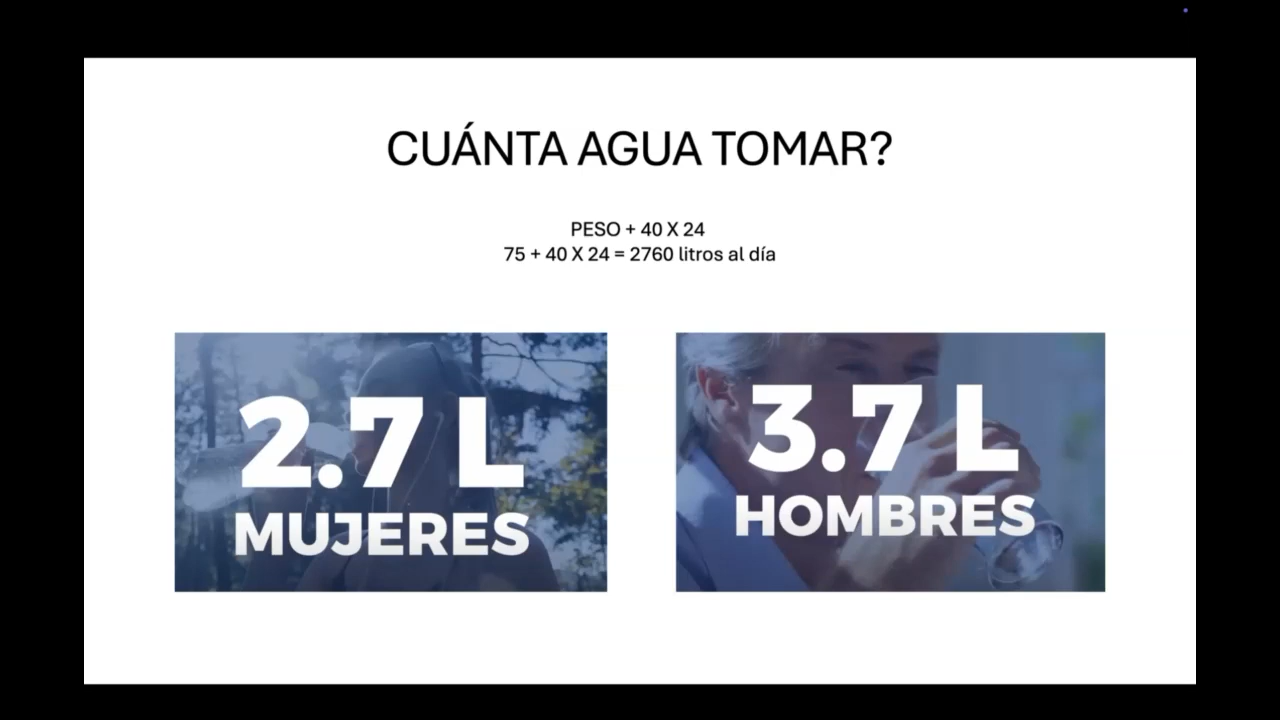 CUÁNTA AGUA TOMAR?
PESO + 40 X 24
75 + 40 X 24 = 2760 litros al día
2.7 L
MUJERES
3.7 L
HOMBRES